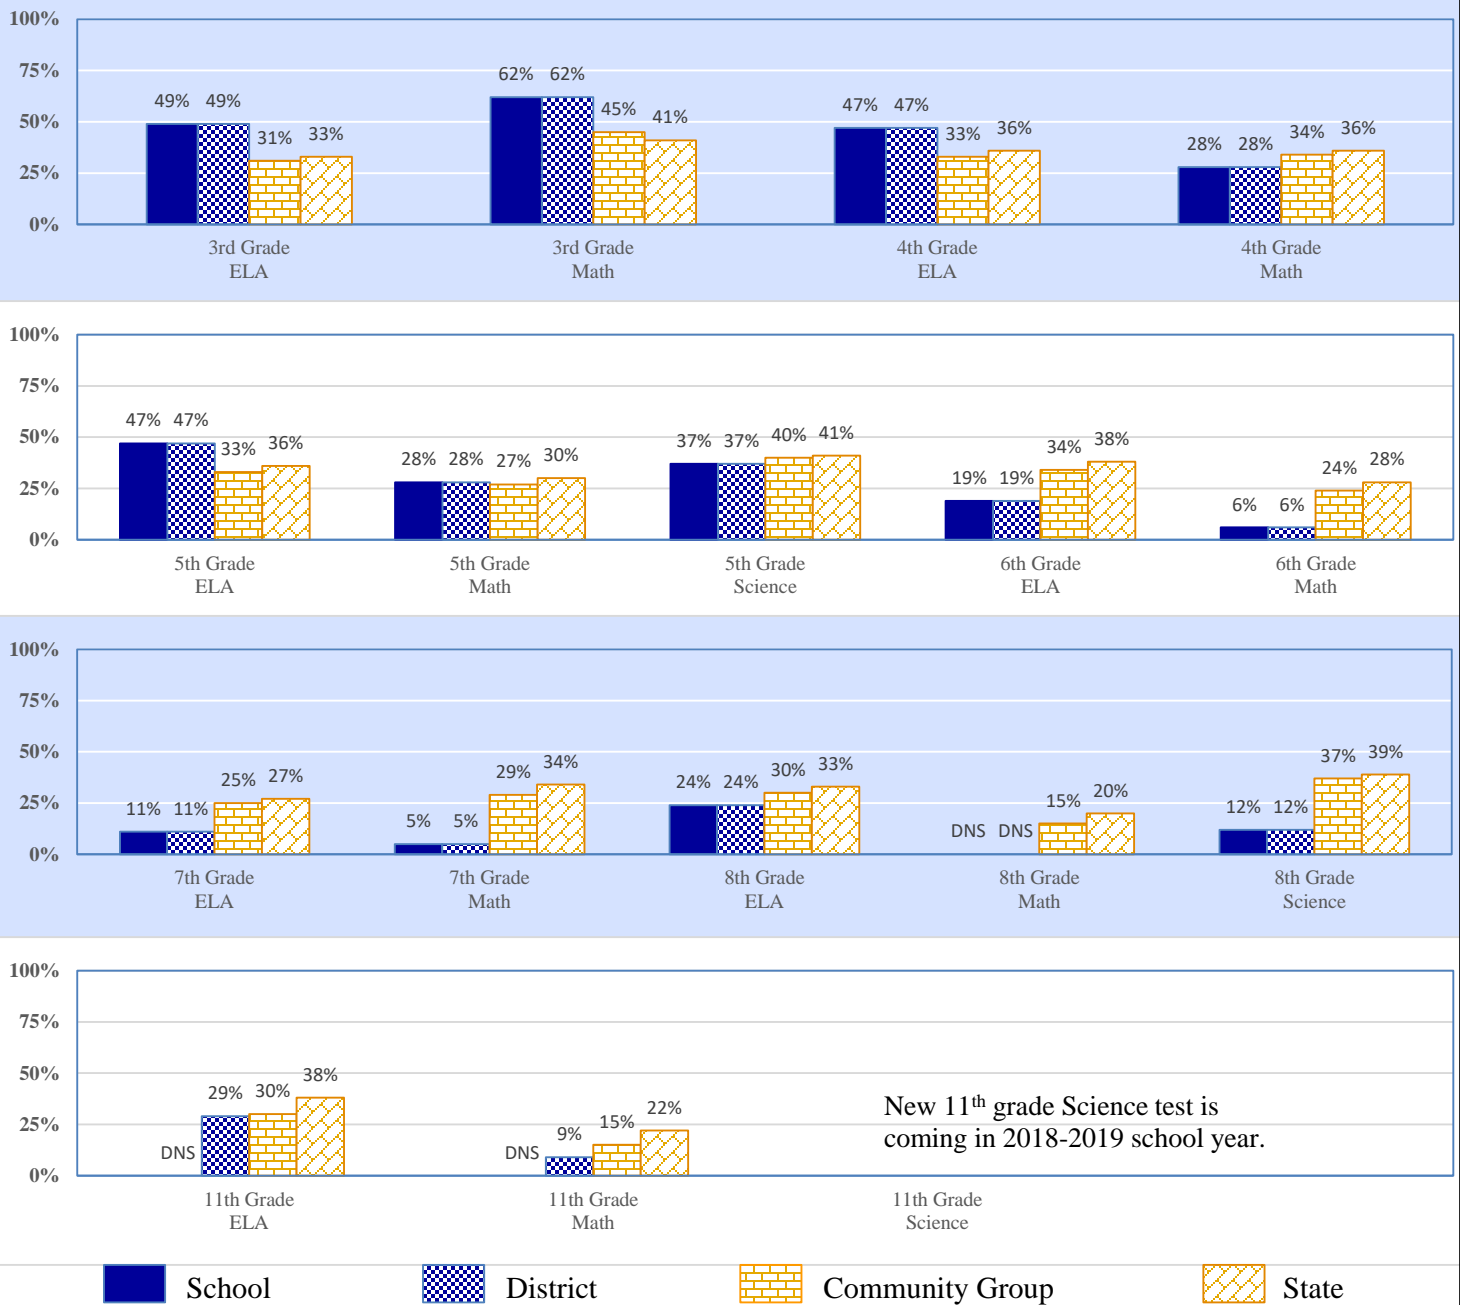 100%
75%
50%
25%
0%
49% 49% 31% 33%
62% 62% 45% 41%
47% 47% 33% 36%
28% 28% 34% 36%
3rd Grade
ELA
3rd Grade
Math
4th Grade
ELA
4th Grade
Math
100%
75%
50%
25%
0%
47% 47% 33% 36%
28% 28% 27% 30%
37% 37% 40% 41%
19% 19% 34% 38%
6% 6% 24% 28%
5th Grade
ELA
5th Grade
Math
5th Grade
Science
6th Grade
ELA
6th Grade
Math
100%
75%
50%
25%
0%
11% 11% 25% 27%
5% 5% 29% 34%
24% 24% 30% 33%
DNS DNS 15% 20%
12% 12% 37% 39%
7th Grade
ELA
7th Grade
Math
8th Grade
ELA
8th Grade
Math
8th Grade
Science
100%
75%
50%
25%
0%
DNS 29% 30% 38%
DNS 9% 15% 22%
New 11th grade Science test is
coming in 2018-2019 school year.
11th Grade
ELA
11th Grade
Math
11th Grade
Science
School District Community Group State